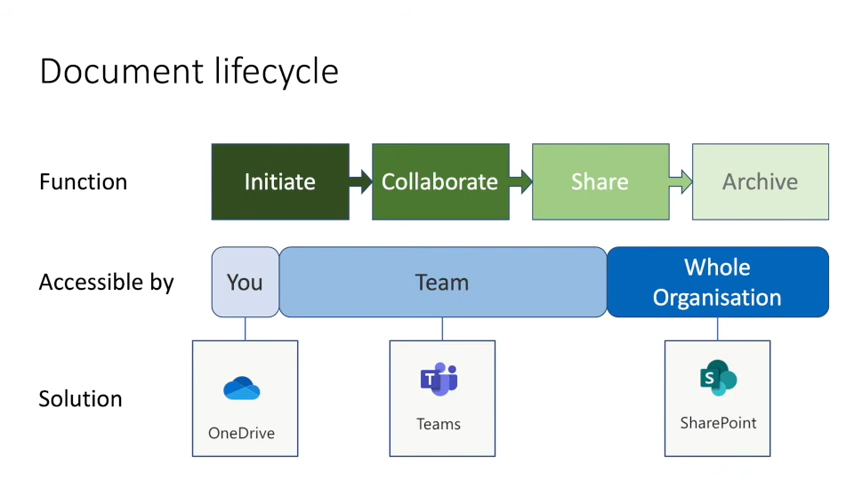 Document lifecycle
Function
Initiate
Collaborate
Share
Archive
Accessible by
You
Team
Whole
Organisation
Solution
OneDrive
T
Teams
S
SharePoint